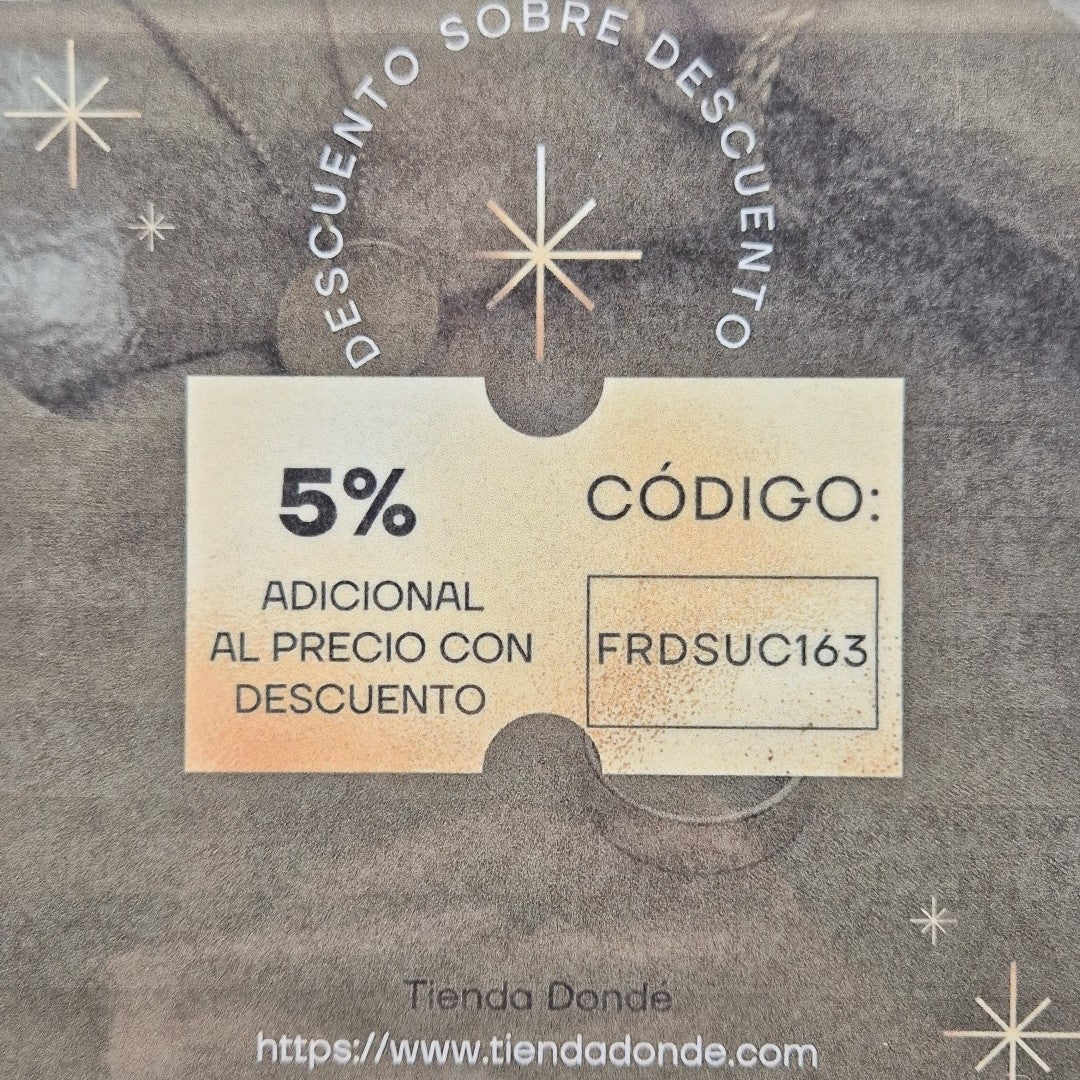 DESCUENTO SOBRE DESCUENTO
5%
ADICIONAL
AL PRECIO CON
DESCUENTO
CÓDIGO:
FRDSUC163
Tienda Dondé
https://www.tiendadonde.com